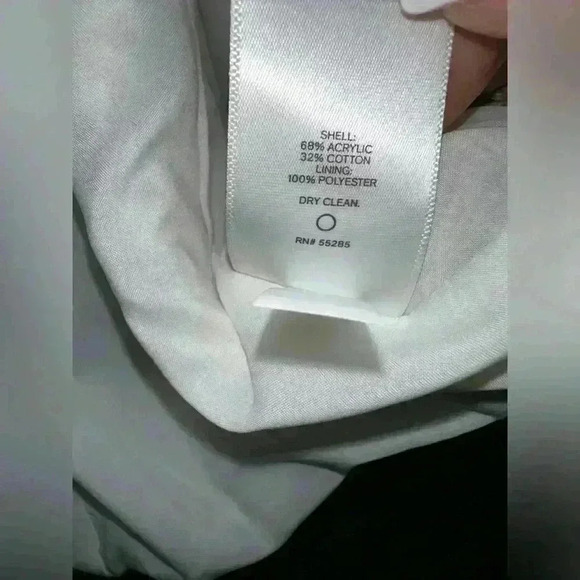 SHELL:
68% ACRYLIC
32% COTTON
LINING:
100% POLYESTER
DRY CLEAN.
RN# 55285